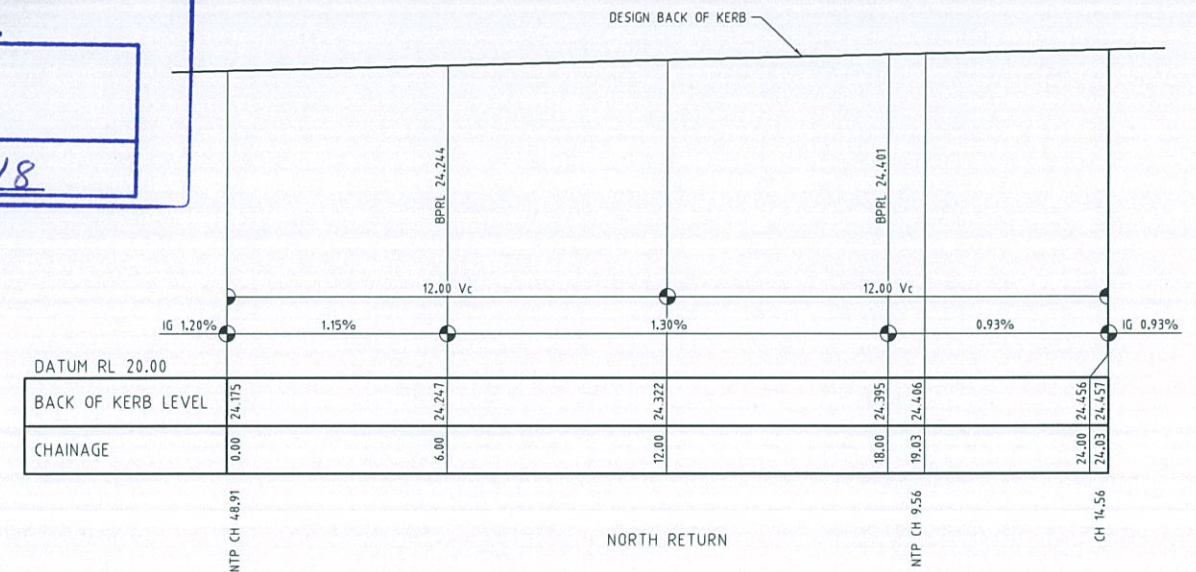 DESIGN BACK OF KERB
18
BPRL 24.244
BPRL 24.401
12.00 Vc
12.00 Vc
IG 1.20%
1.15%
1.30%
0.93%
IG 0.93%
DATUM RL 20.00
BACK OF KERB LEVEL 24.175 24.247 24.322 24.395 24.406 24.456 24.457
CHAINAGE 0.00 6.00 12.00 18.00 19.03 24.00 24.03
NTP CH 48.91
NTP CH 9.56
CH 14.56
NORTH RETURN